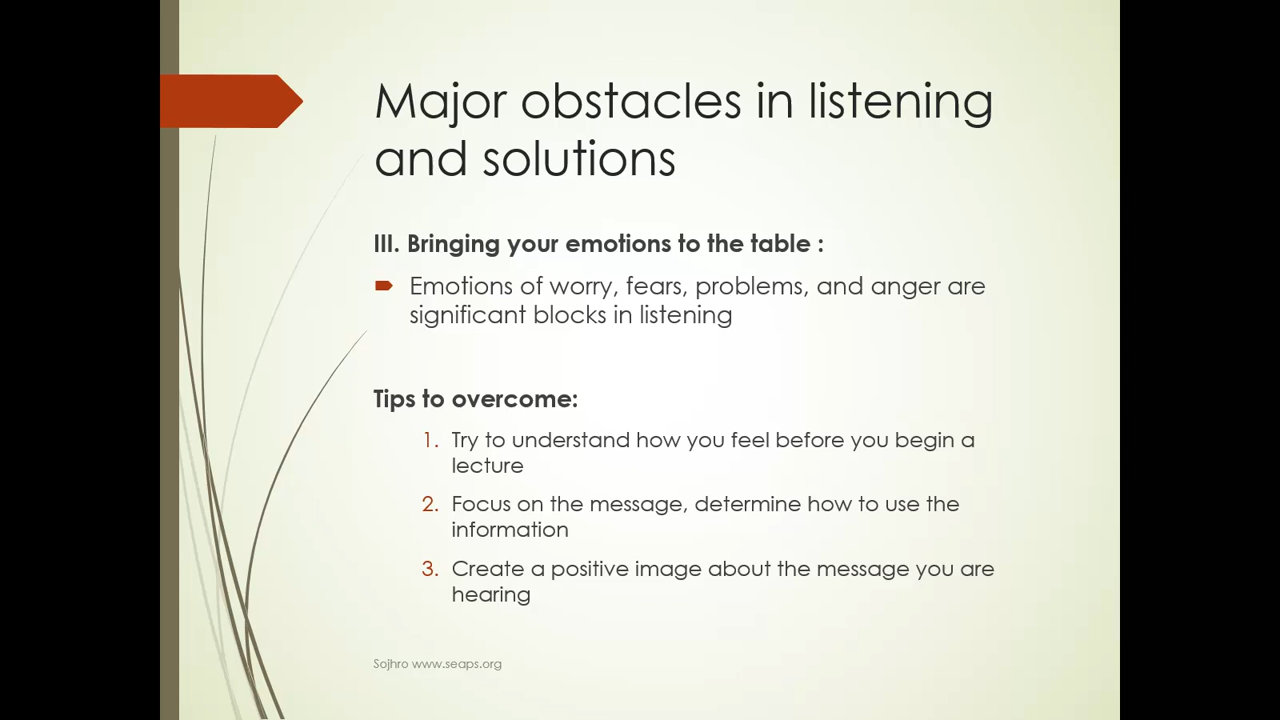 Major obstacles in listening
and solutions
III. Bringing your emotions to the table :
Emotions of worry, fears, problems, and anger are
significant blocks in listening
Tips to overcome:
1. Try to understand how you feel before you begin a
lecture
2. Focus on the message, determine how to use the
information
3. Create a positive image about the message you are
hearing
Sojhro www.seaps.org